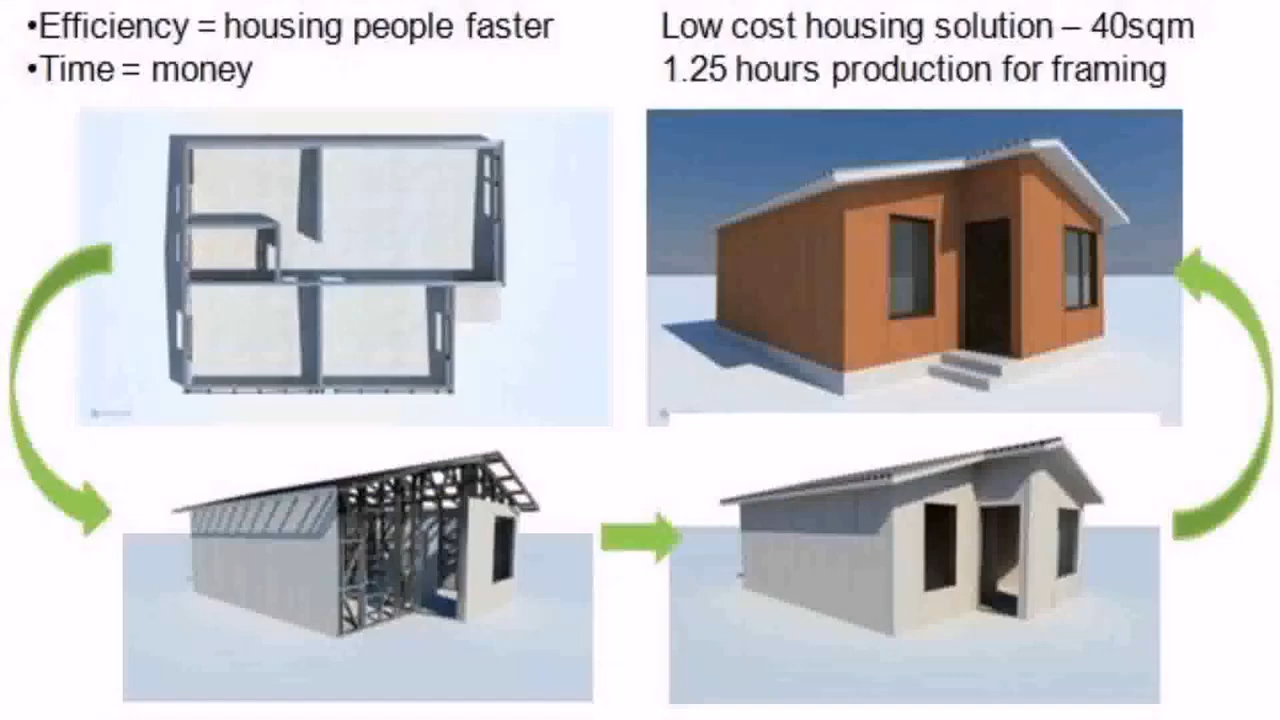 •Efficiency = housing people faster
•Time = money
Low cost housing solution – 40sqm
1.25 hours production for framing